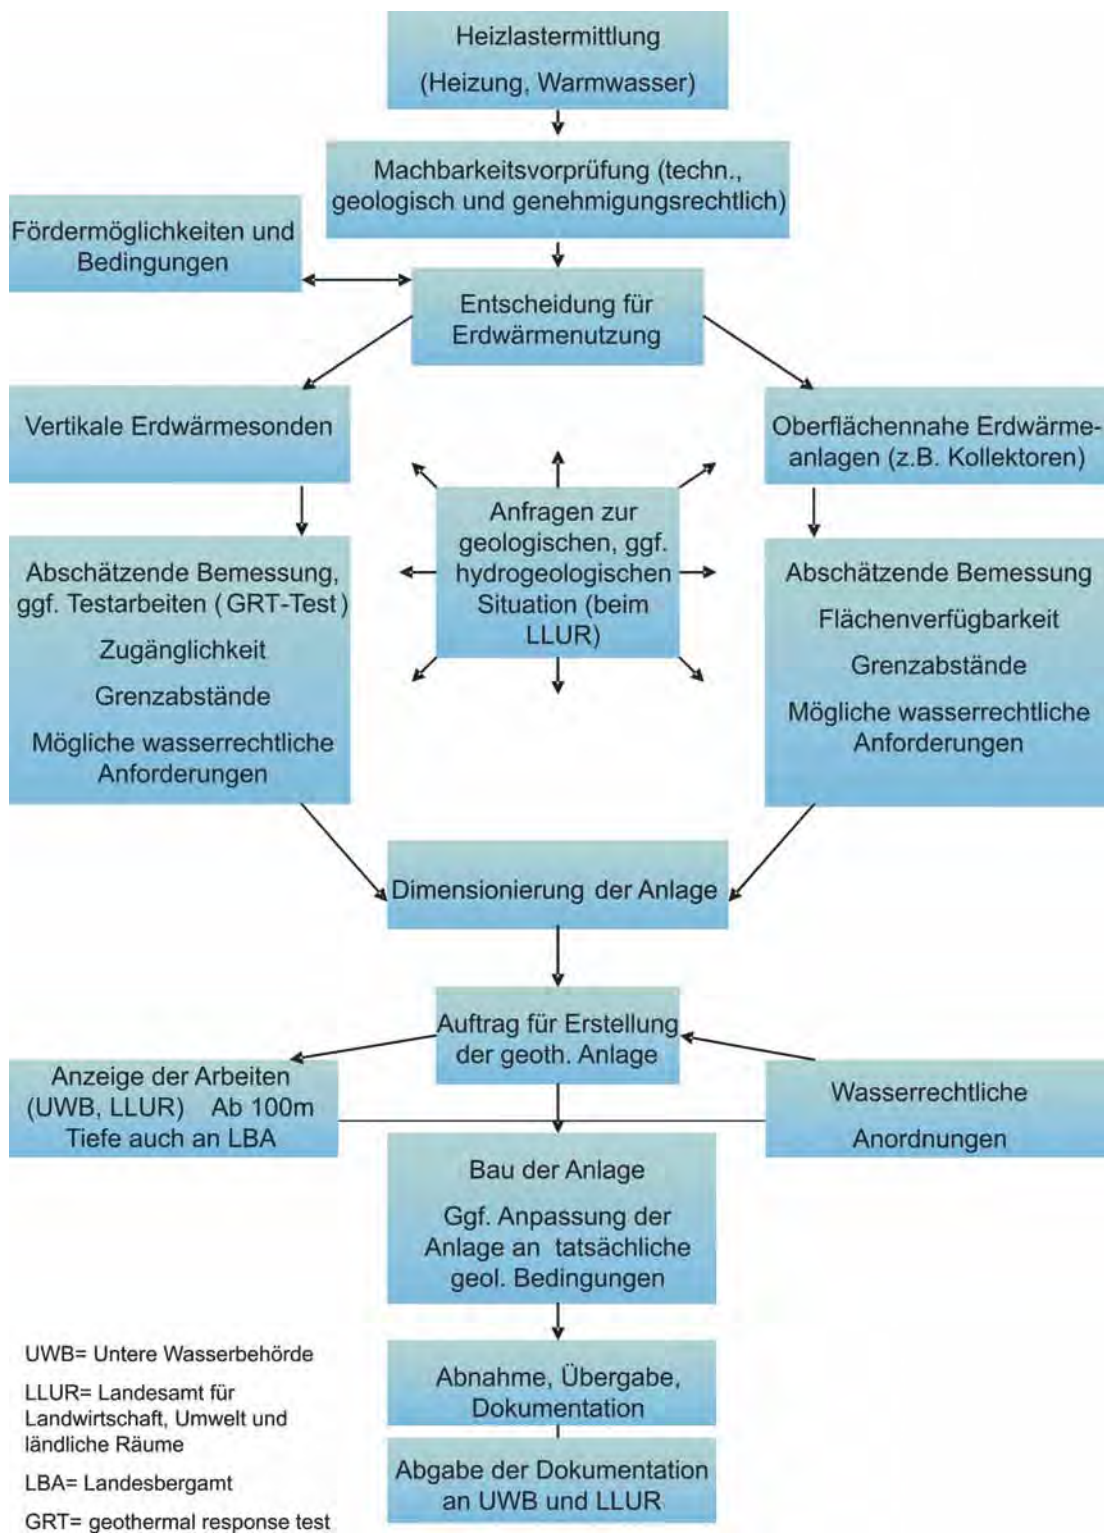 Heizlastermittlung
(Heizung, Warmwasser)
Machbarkeitsvorprüfung (techn.,
geologisch und genehmigungsrechtlich)
Fördermöglichkeiten und
Bedingungen
Entscheidung für
Erdwärmenutzung
Vertikale Erdwärmesonden
Oberflächennahe Erdwärme-
anlagen (z.B. Kollektoren)
Anfragen zur
geologischen, ggf.
hydrogeologischen
Situation (beim
LLUR)
Abschätzende Bemessung,
ggf. Testarbeiten (GRT-Test)
Zugänglichkeit
Grenzabstände
Mögliche wasserrechtliche
Anforderungen
Abschätzende Bemessung
Flächenverfügbarkeit
Grenzabstände
Mögliche wasserrechtliche
Anforderungen
Dimensionierung der Anlage
Auftrag für Erstellung
der geoth. Anlage
Anzeige der Arbeiten
(UWB, LLUR) Ab 100m
Tiefe auch an LBA
Wasserrechtliche
Anordnungen
Bau der Anlage
Ggf. Anpassung der
Anlage an tatsächliche
geol. Bedingungen
Abnahme, Übergabe,
Dokumentation
Abgabe der Dokumentation
an UWB und LLUR
UWB= Untere Wasserbehörde
LLUR= Landesamt für
Landwirtschaft, Umwelt und
ländliche Räume
LBA= Landesbergamt
GRT= geothermal response test